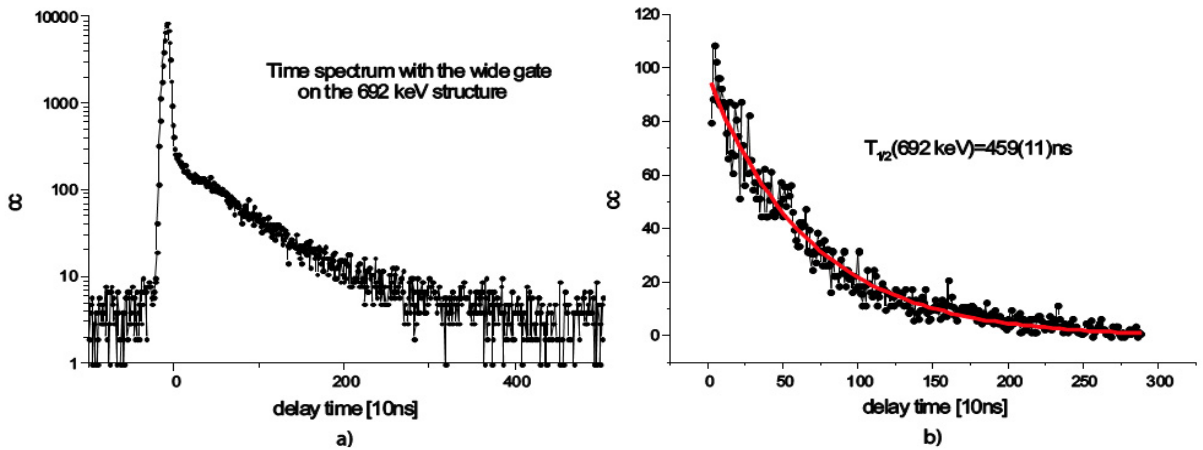 10000
1000
100
10
1
cc
Time spectrum with the wide gate
on the 692 keV structure
0
200
400
delay time [10ns]
a)
120
100
80
60
40
20
0
cc
T1/2(692 keV)=459(11)ns
0
50
100
150
200
250
300
delay time [10ns]
b)